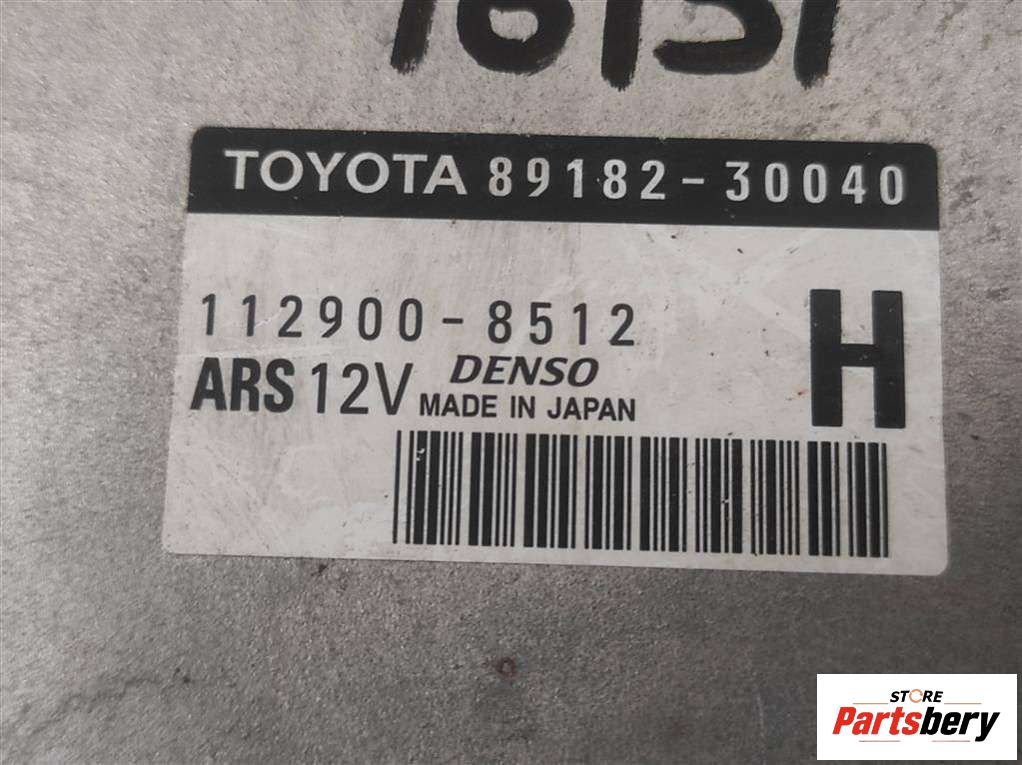 TOYOTA 89182-30040
112900-8512
H
ARS 12V DENSO
MADE IN JAPAN
STORE
Partsbery